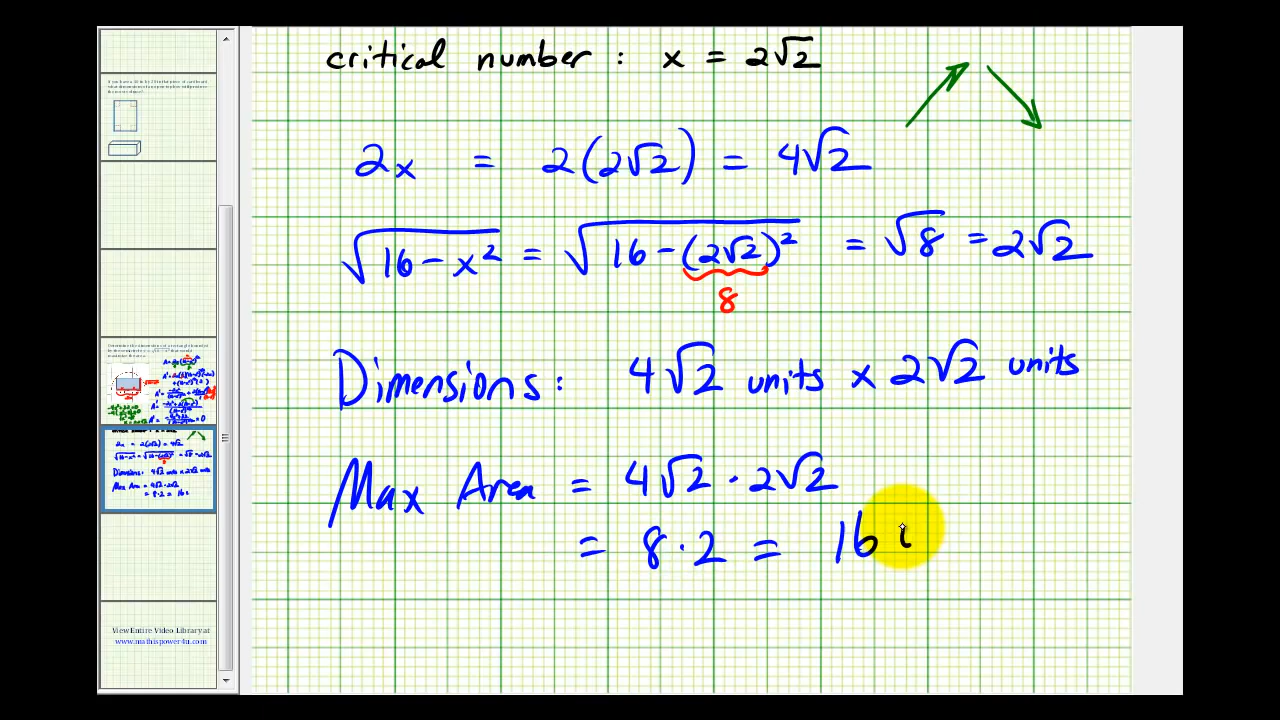 critical number : x = 2√2
2x = 2(2√2) = 4√2
√(16 - x²) = √(16 - (2√2)²) = √8 = 2√2
8
Dimensions: 4√2 units x 2√2 units
Max Area = 4√2 · 2√2
= 8·2 = 16
View Entire Video Library at
www.mathispower4u.com